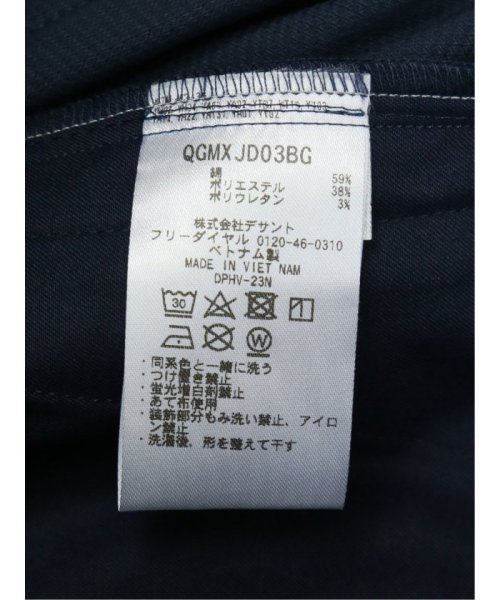 QGMXJD03BG
綿 59%
ポリエステル 38%
ポリウレタン 3%
株式会社デサント
フリーダイヤル 0120-46-0310
ベトナム製
MADE IN VIET NAM
DPHV-23N
30
W
・同系色と一緒に洗う
・つけ置き禁止
・蛍光増白剤禁止
・あて布使用
・装飾部分もみ洗い禁止、アイロ
ン禁止
・洗濯後、形を整えて干す